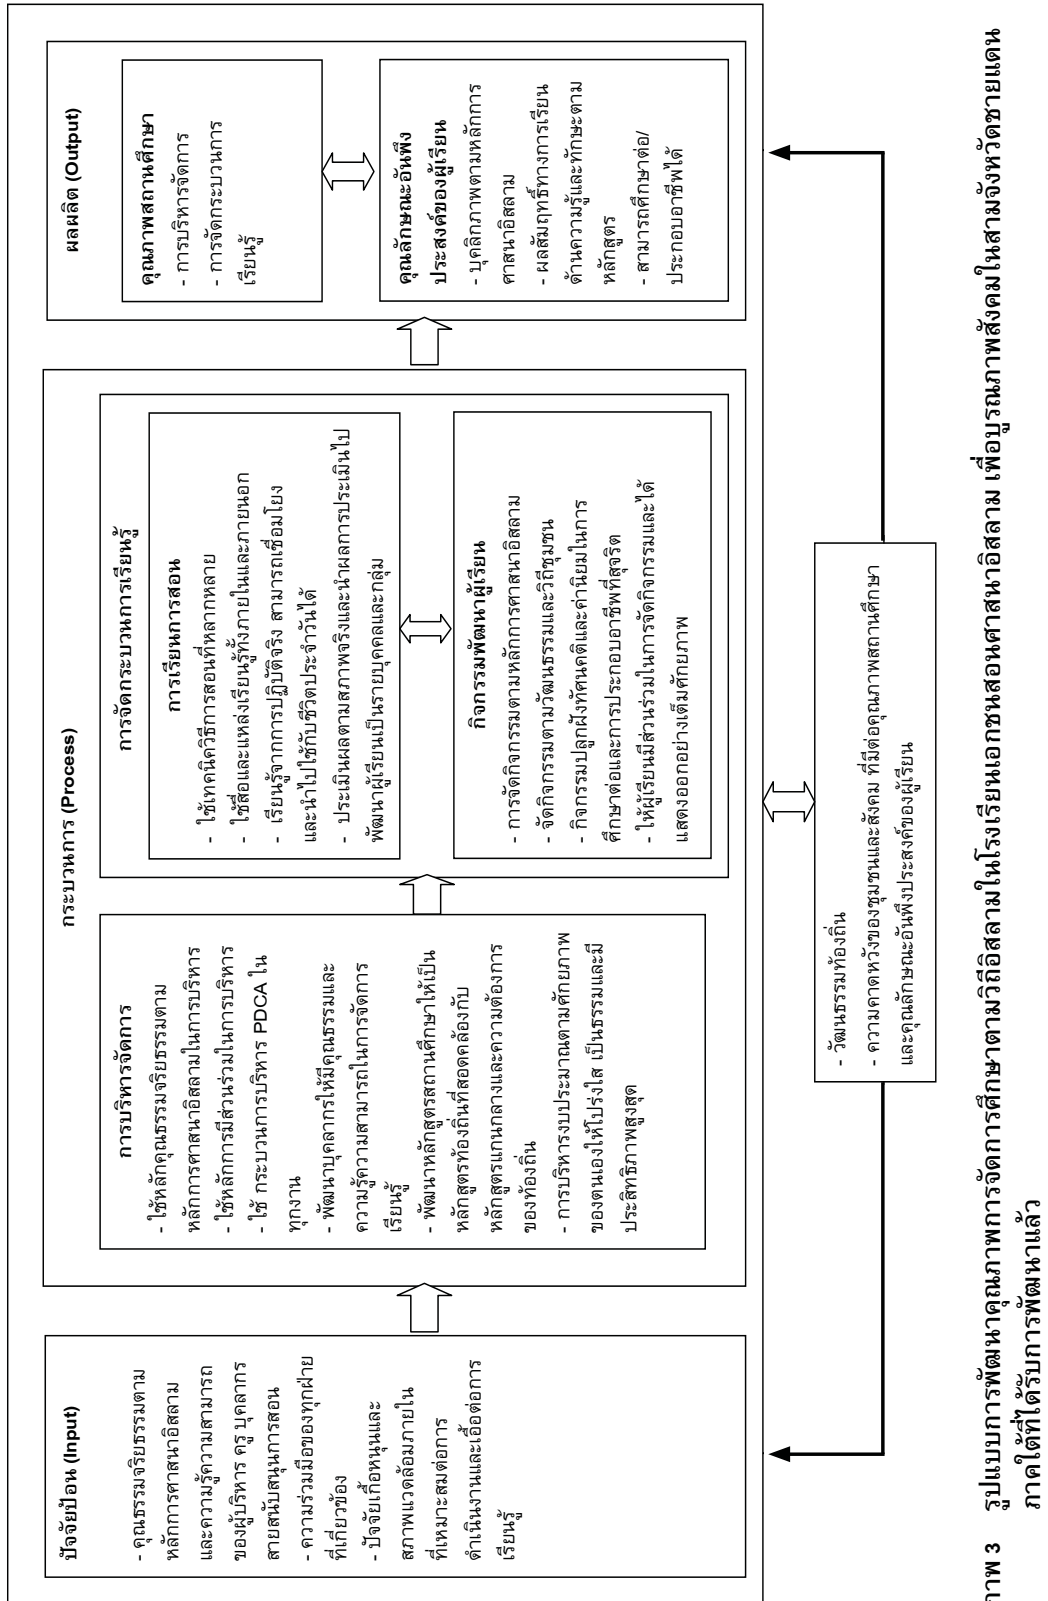 ปัจจัยป้อน (Input)
- คุณธรรมจริยธรรมตาม
หลักการศาสนาอิสลาม
และความรู้ความสามารถ
ของผู้บริหาร ครู บุคลากร
สายสนับสนุนการสอน
- ความร่วมมือของทุกฝ่าย
ที่เกี่ยวข้อง
- ปัจจัยเกื้อหนุนและ
สภาพแวดล้อมภายใน
ที่เหมาะสมต่อการ
ดำเนินงานและเอื้อต่อการ
เรียนรู้
กระบวนการ (Process)
การบริหารจัดการ
- ใช้หลักคุณธรรมจริยธรรมตาม
หลักการศาสนาอิสลามในการบริหาร
- ใช้หลักการมีส่วนร่วมในการบริหาร
- ใช้ กระบวนการบริหาร PDCA ใน
ทุกงาน
- พัฒนาบุคลากรให้มีคุณธรรมและ
ความรู้ความสามารถในการจัดการ
เรียนรู้
- พัฒนาหลักสูตรสถานศึกษาให้เป็น
หลักสูตรท้องถิ่นที่สอดคล้องกับ
หลักสูตรแกนกลางและความต้องการ
ของท้องถิ่น
- การบริหารงบประมาณตามศักยภาพ
ของตนเองให้โปร่งใส เป็นธรรมและมี
ประสิทธิภาพสูงสุด
การจัดกระบวนการเรียนรู้
การเรียนการสอน
- ใช้เทคนิควิธีการสอนที่หลากหลาย
- ใช้สื่อและแหล่งเรียนรู้ทั้งภายในและภายนอก
- เรียนรู้จากการปฏิบัติจริง สามารถเชื่อมโยง
และนำไปใช้กับชีวิตประจำวันได้
- ประเมินผลตามสภาพจริงและนำผลการประเมินไป
พัฒนาผู้เรียนเป็นรายบุคคลและกลุ่ม
กิจกรรมพัฒนาผู้เรียน
- การจัดกิจกรรมตามหลักการศาสนาอิสลาม
- จัดกิจกรรมตามวัฒนธรรมและวิถีชุมชน
- กิจกรรมปลูกฝังทัศนคติและค่านิยมในการ
ศึกษาต่อและการประกอบอาชีพที่สุจริต
- ให้ผู้เรียนมีส่วนร่วมในการจัดกิจกรรมและได้
แสดงออกอย่างเต็มศักยภาพ
ผลผลิต (Output)
คุณภาพสถานศึกษา
- การบริหารจัดการ
- การจัดกระบวนการ
เรียนรู้
คุณลักษณะอันพึง
ประสงค์ของผู้เรียน
- บุคลิกภาพตามหลักการ
ศาสนาอิสลาม
- ผลสัมฤทธิ์ทางการเรียน
ด้านความรู้และทักษะตาม
หลักสูตร
- สามารถศึกษาต่อ/
ประกอบอาชีพได้
- วัฒนธรรมท้องถิ่น
- ความคาดหวังของชุมชนและสังคม ที่มีต่อคุณภาพสถานศึกษา
และคุณลักษณะอันพึงประสงค์ของผู้เรียน
ภาพ 3 รูปแบบการพัฒนาคุณภาพการจัดการศึกษาตามวิถีอิสลามในโรงเรียนเอกชนสอนศาสนาอิสลาม เพื่อบูรณภาพสังคมในสามจังหวัดชายแดน
ภาคใต้ที่ได้รับการพัฒนาแล้ว